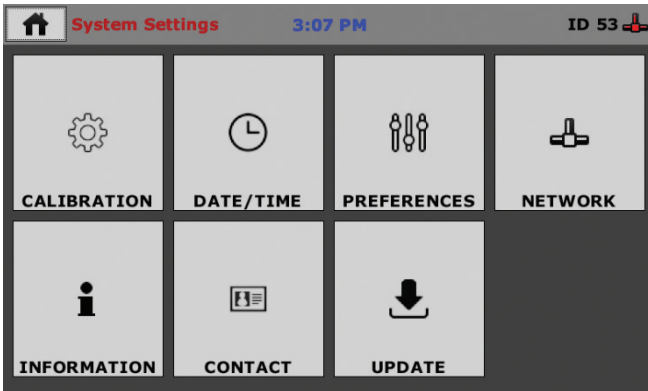 System Settings 3:07 PM ID 53
CALIBRATION DATE/TIME PREFERENCES NETWORK
INFORMATION CONTACT UPDATE